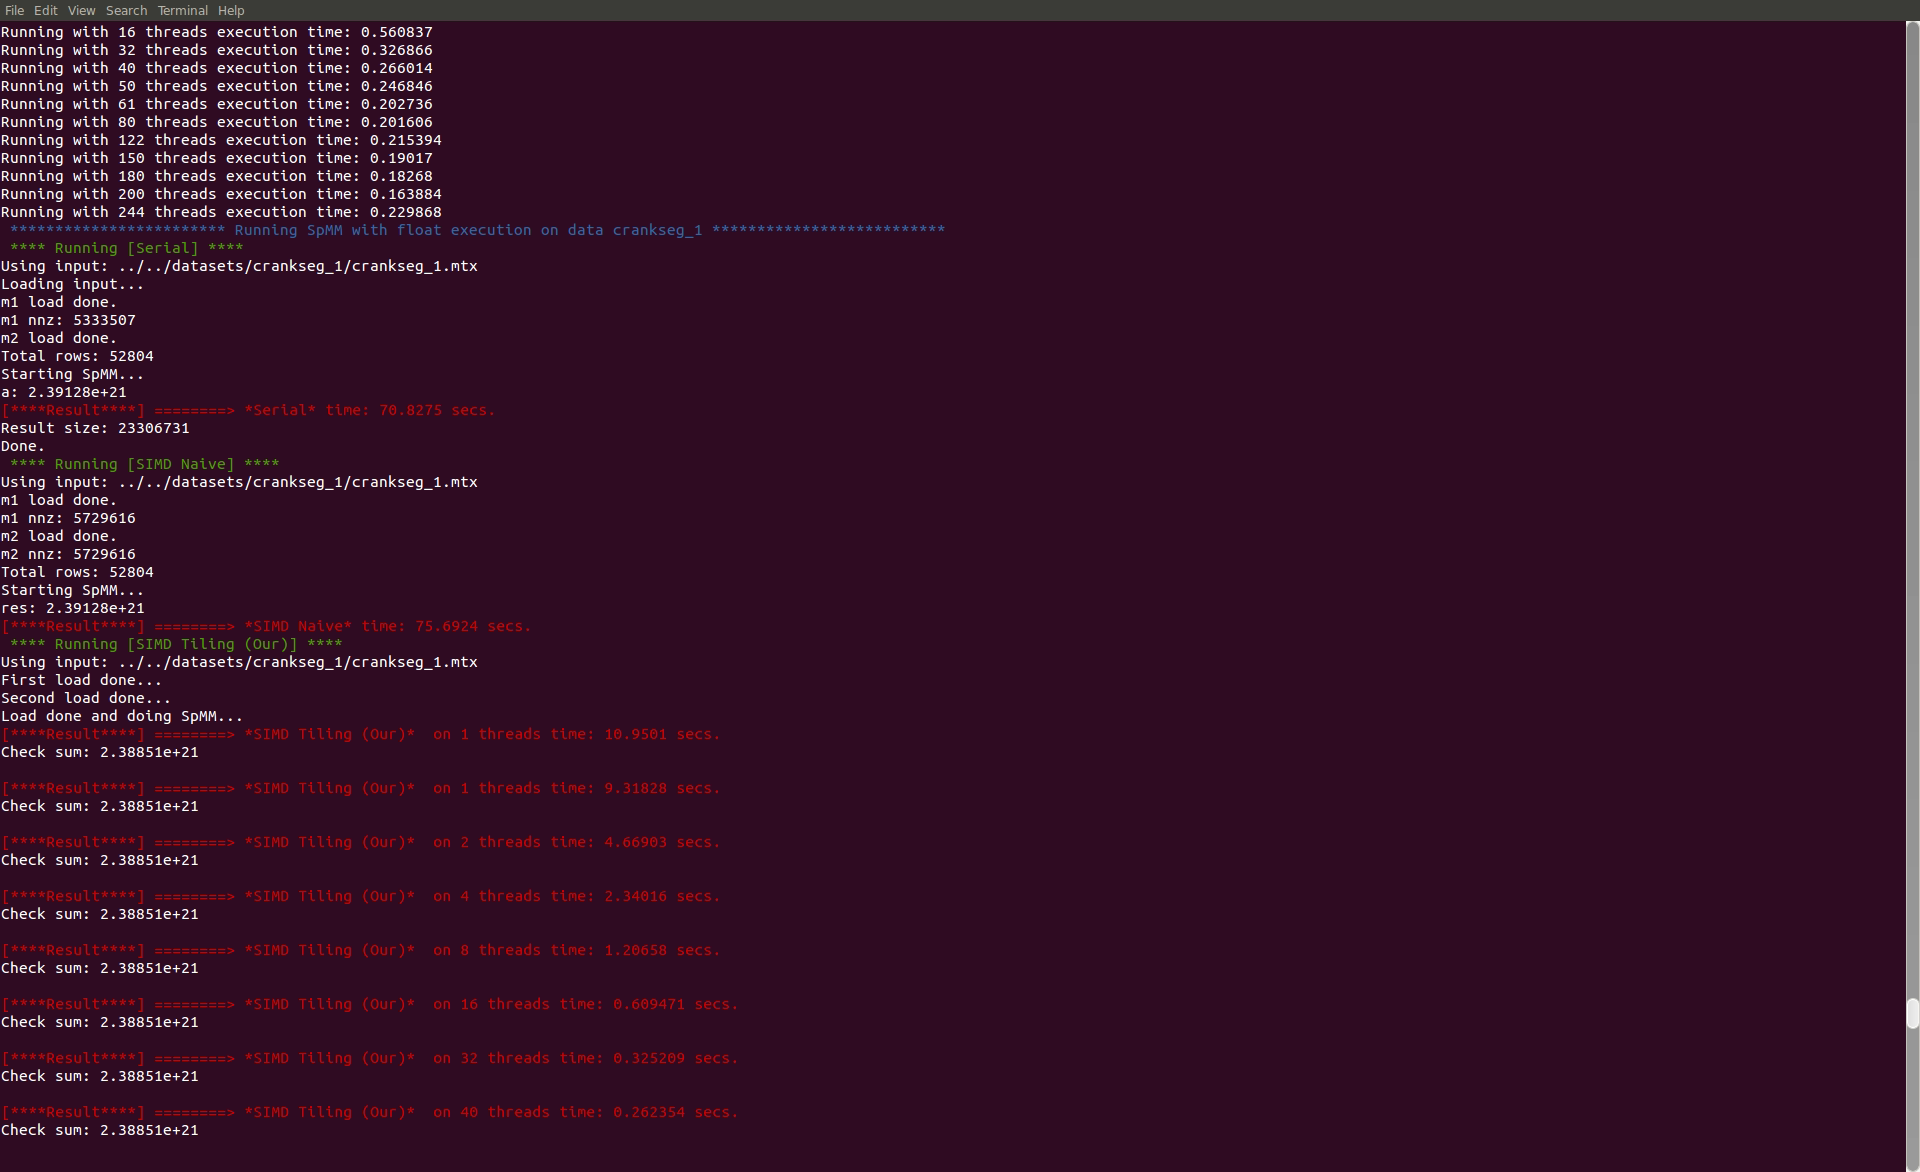 File Edit View Search Terminal Help
Running with 16 threads execution time: 0.560837
Running with 32 threads execution time: 0.326866
Running with 40 threads execution time: 0.266014
Running with 50 threads execution time: 0.246846
Running with 61 threads execution time: 0.202736
Running with 80 threads execution time: 0.201606
Running with 122 threads execution time: 0.215394
Running with 150 threads execution time: 0.19017
Running with 180 threads execution time: 0.18268
Running with 200 threads execution time: 0.163884
Running with 244 threads execution time: 0.229868
************************ Running SpMM with float execution on data crankseg_1 **************************
**** Running [Serial] ****
Using input: ../../datasets/crankseg_1/crankseg_1.mtx
Loading input...
m1 load done.
m1 nnz: 5333507
m2 load done.
Total rows: 52804
Starting SpMM...
a: 2.39128e+21
[****Result****] ========> *Serial* time: 70.8275 secs.
Result size: 23306731
Done.
**** Running [SIMD Naive] ****
Using input: ../../datasets/crankseg_1/crankseg_1.mtx
m1 load done.
m1 nnz: 5729616
m2 load done.
m2 nnz: 5729616
Total rows: 52804
Starting SpMM...
res: 2.39128e+21
[****Result****] ========> *SIMD Naive* time: 75.6924 secs.
**** Running [SIMD Tiling (Our)] ****
Using input: ../../datasets/crankseg_1/crankseg_1.mtx
First load done...
Second load done...
Load done and doing SpMM...
[****Result****] ========> *SIMD Tiling (Our)*  on 1 threads time: 10.9501 secs.
Check sum: 2.38851e+21
[****Result****] ========> *SIMD Tiling (Our)*  on 1 threads time: 9.31828 secs.
Check sum: 2.38851e+21
[****Result****] ========> *SIMD Tiling (Our)*  on 2 threads time: 4.66903 secs.
Check sum: 2.38851e+21
[****Result****] ========> *SIMD Tiling (Our)*  on 4 threads time: 2.34016 secs.
Check sum: 2.38851e+21
[****Result****] ========> *SIMD Tiling (Our)*  on 8 threads time: 1.20658 secs.
Check sum: 2.38851e+21
[****Result****] ========> *SIMD Tiling (Our)*  on 16 threads time: 0.609471 secs.
Check sum: 2.38851e+21
[****Result****] ========> *SIMD Tiling (Our)*  on 32 threads time: 0.325209 secs.
Check sum: 2.38851e+21
[****Result****] ========> *SIMD Tiling (Our)*  on 40 threads time: 0.262354 secs.
Check sum: 2.38851e+21